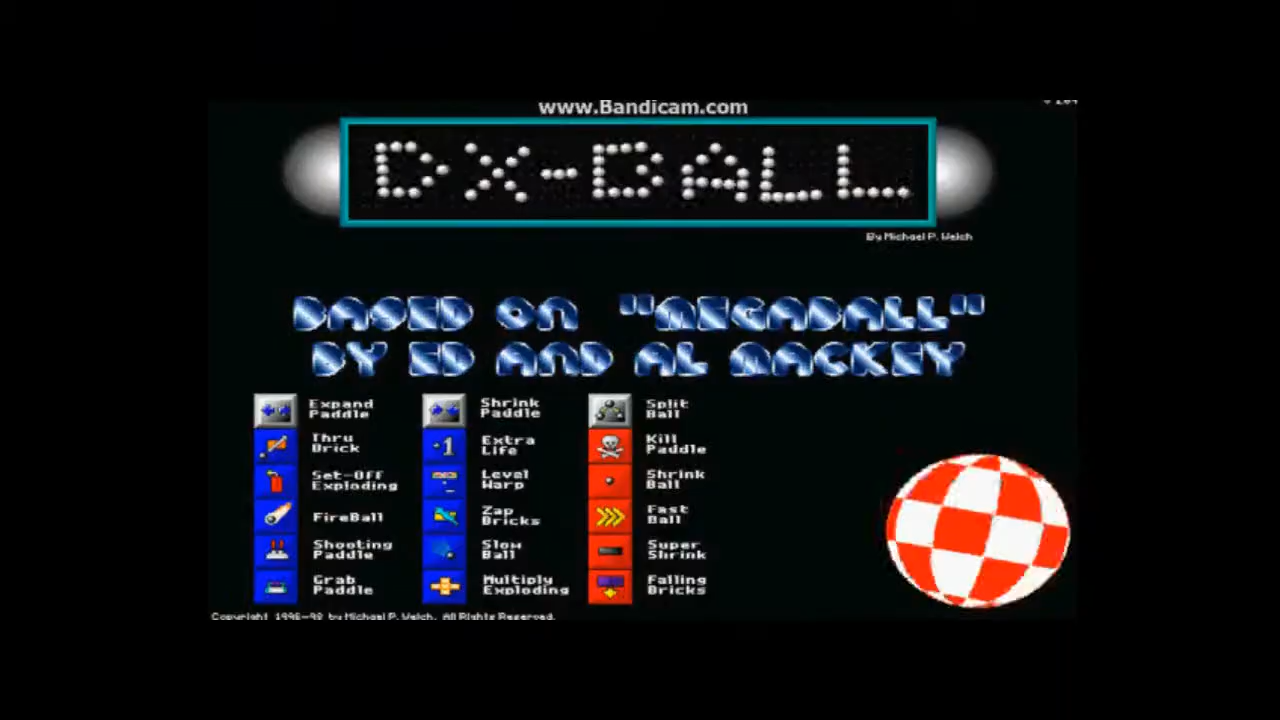 www.Bandicam.com
DX-BALL
By Michael P. Welch
BASED ON "MEGABALL"
BY ED AND AL MACKEY
Expand
Paddle
Shrink
Paddle
Split
Ball
Thru
Brick
+1
Extra
Life
Kill
Paddle
Set-Off
Exploding
Level
Warp
Shrink
Ball
FireBall
Zap
Bricks
Fast
Ball
Shooting
Paddle
Slow
Ball
Super
Shrink
Grab
Paddle
Multiply
Exploding
Falling
Bricks
Copyright 1996-98 by Michael P. Welch. All Rights Reserved.